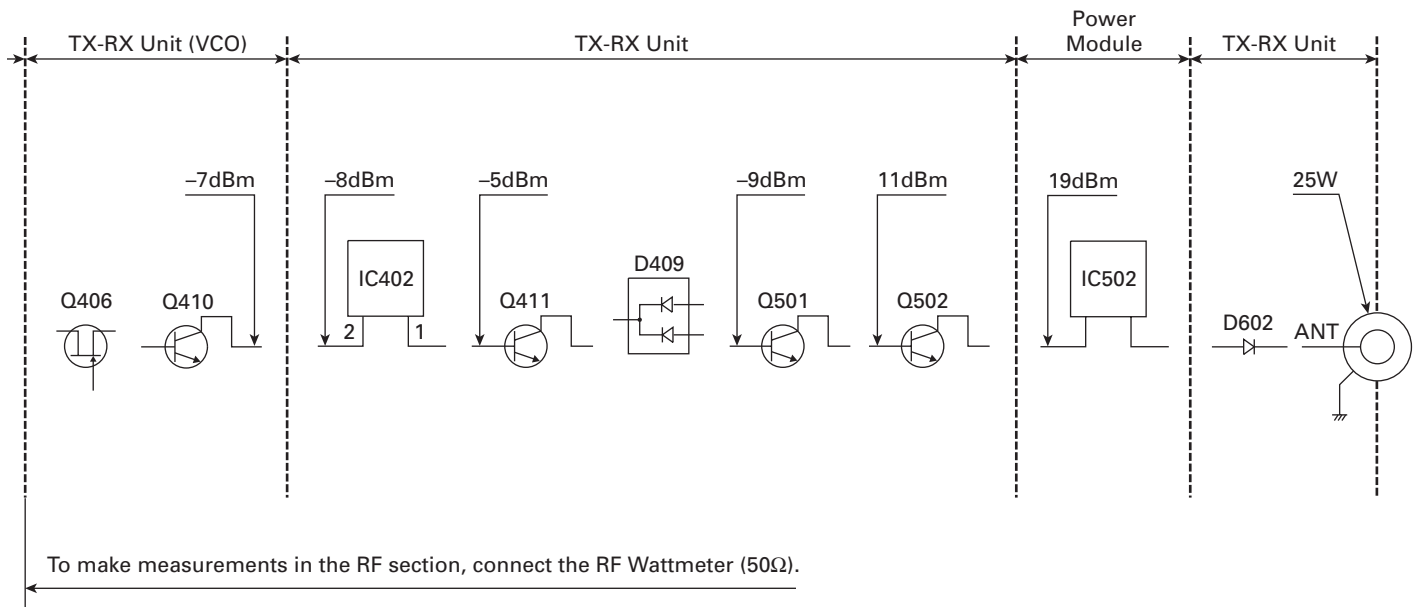 TX-RX Unit (VCO)
TX-RX Unit
Power
Module
TX-RX Unit
–7dBm
–8dBm
–5dBm
–9dBm
11dBm
19dBm
25W
Q406
Q410
IC402
2
1
Q411
D409
Q501
Q502
IC502
D602
ANT
To make measurements in the RF section, connect the RF Wattmeter (50Ω).